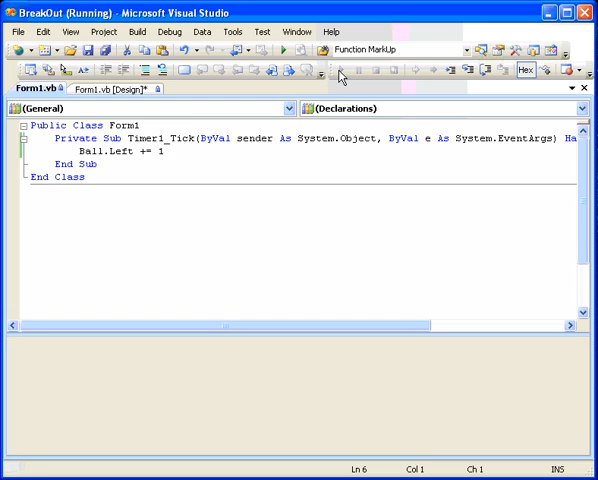 BreakOut (Running) - Microsoft Visual Studio
File Edit View Project Build Debug Data Tools Test Window Help
Function MarkUp
Hex
Form1.vb Form1.vb [Design]*
(General) (Declarations)
Public Class Form1
Private Sub Timer1_Tick(ByVal sender As System.Object, ByVal e As System.EventArgs) Ha
Ball.Left += 1
End Sub
End Class
Ln 6 Col 1 Ch 1 INS